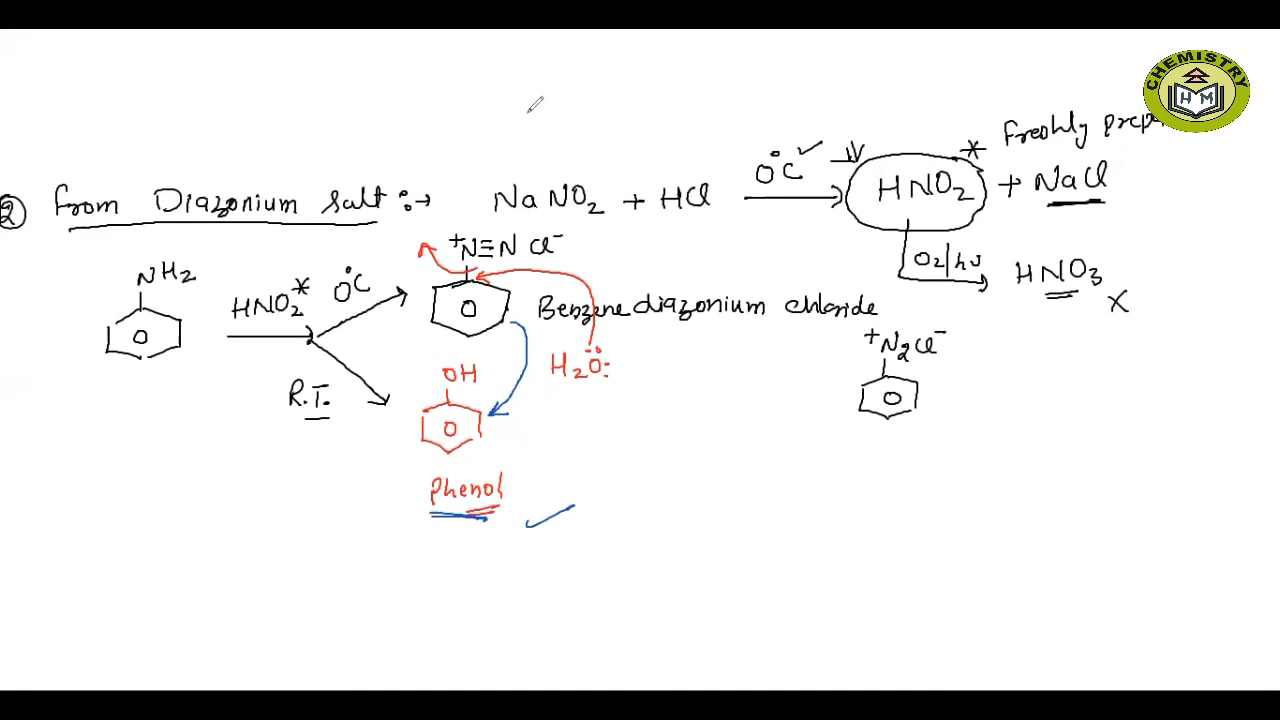 CHEMISTRY
H M
* Freshly
② From Diazonium Salt :→ NaNO₂ + HCl 0°C ✓ → HNO₂ + NaCl
O₂/hν → HNO₃ X
NH₂
HNO₂* 0°C
R.T.
⁺N≡N Cl⁻
Benzenediazonium chloride
H₂O:
OH
Phenol ✓
⁺N₂Cl⁻